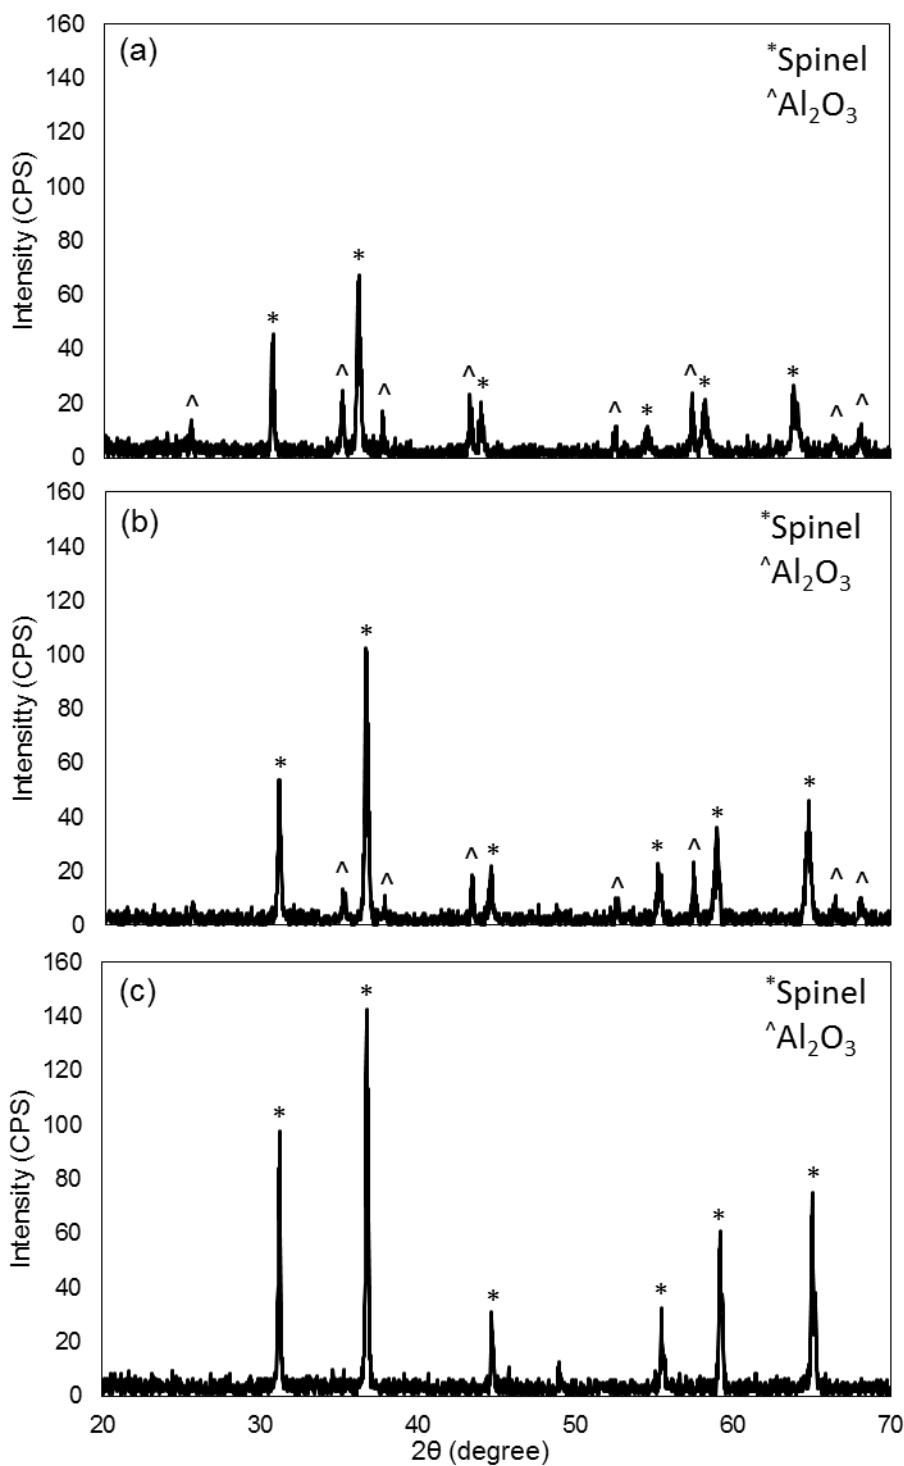 160
(a)
*Spinel
^Al₂O₃
140
120
100
80
60
40
20
0
Intensity (CPS)
* * ^ ^ ^ ^ * ^ * ^ * * ^ ^
160
(b)
*Spinel
^Al₂O₃
140
120
100
80
60
40
20
0
Intensitty (CPS)
* * ^ ^ ^ * ^ * ^ * * ^ ^
160
(c)
*Spinel
^Al₂O₃
140
120
100
80
60
40
20
0
Intensity (CPS)
* * * * * *
20 30 40 50 60 70
2θ (degree)